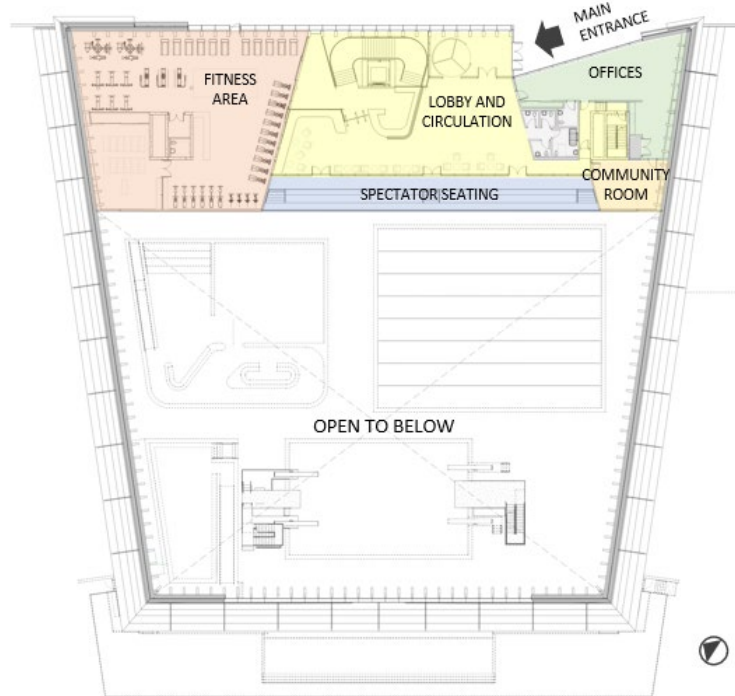 MAIN
ENTRANCE
FITNESS
AREA
LOBBY AND
CIRCULATION
OFFICES
COMMUNITY
ROOM
SPECTATOR SEATING
OPEN TO BELOW